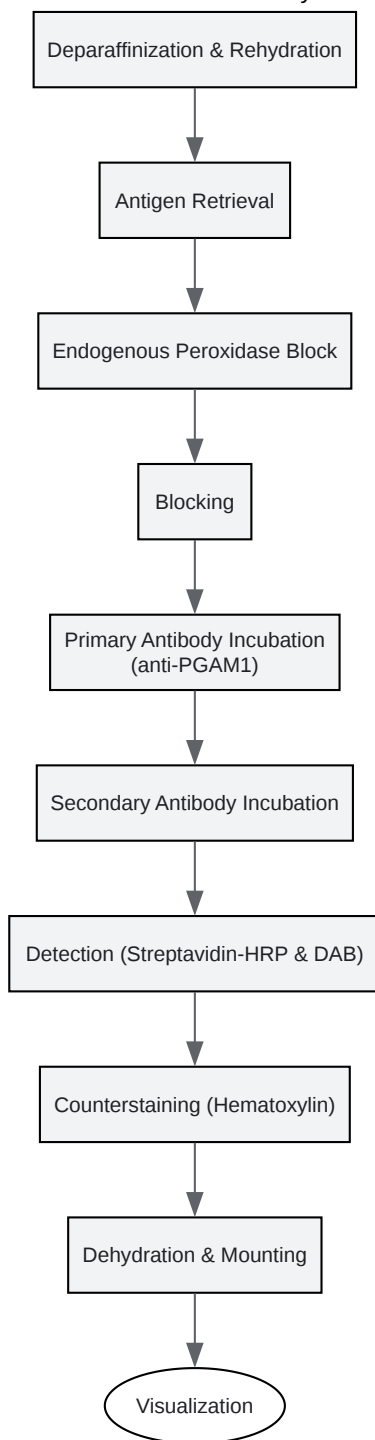 Deparaffinization & Rehydration
Antigen Retrieval
Endogenous Peroxidase Block
Blocking
Primary Antibody Incubation
(anti-PGAM1)
Secondary Antibody Incubation
Detection (Streptavidin-HRP & DAB)
Counterstaining (Hematoxylin)
Dehydration & Mounting
Visualization